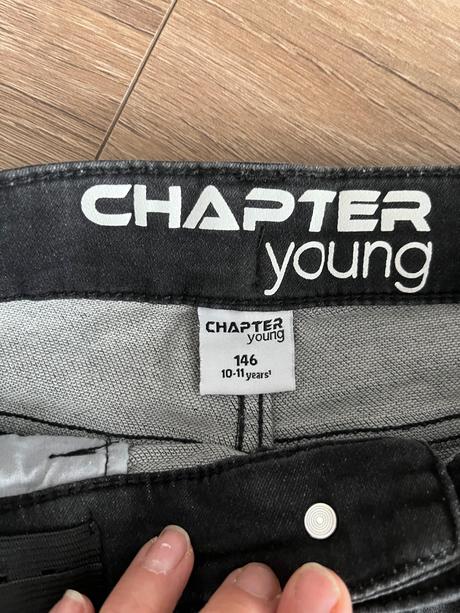 CHAPTER
young
CHAPTER
young
146
10-11 years¹